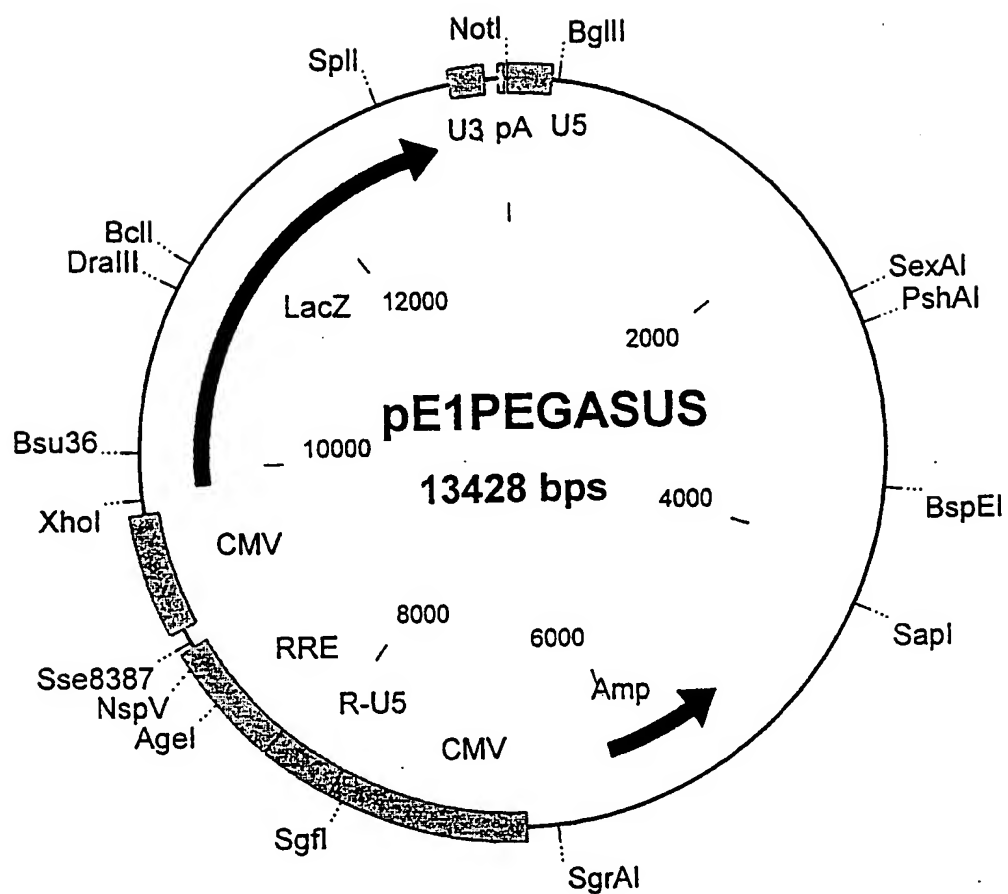 NotI
BglII
SplI
U3 pA U5
BclI
DraIII
SexAI
PshAI
LacZ
12000
2000
pE1PEGASUS
Bsu36
10000
13428 bps
4000
BspEI
XhoI
CMV
8000
6000
SapI
RRE
Sse8387
NspV
R-U5
Amp
AgeI
CMV
SgfI
SgrAI